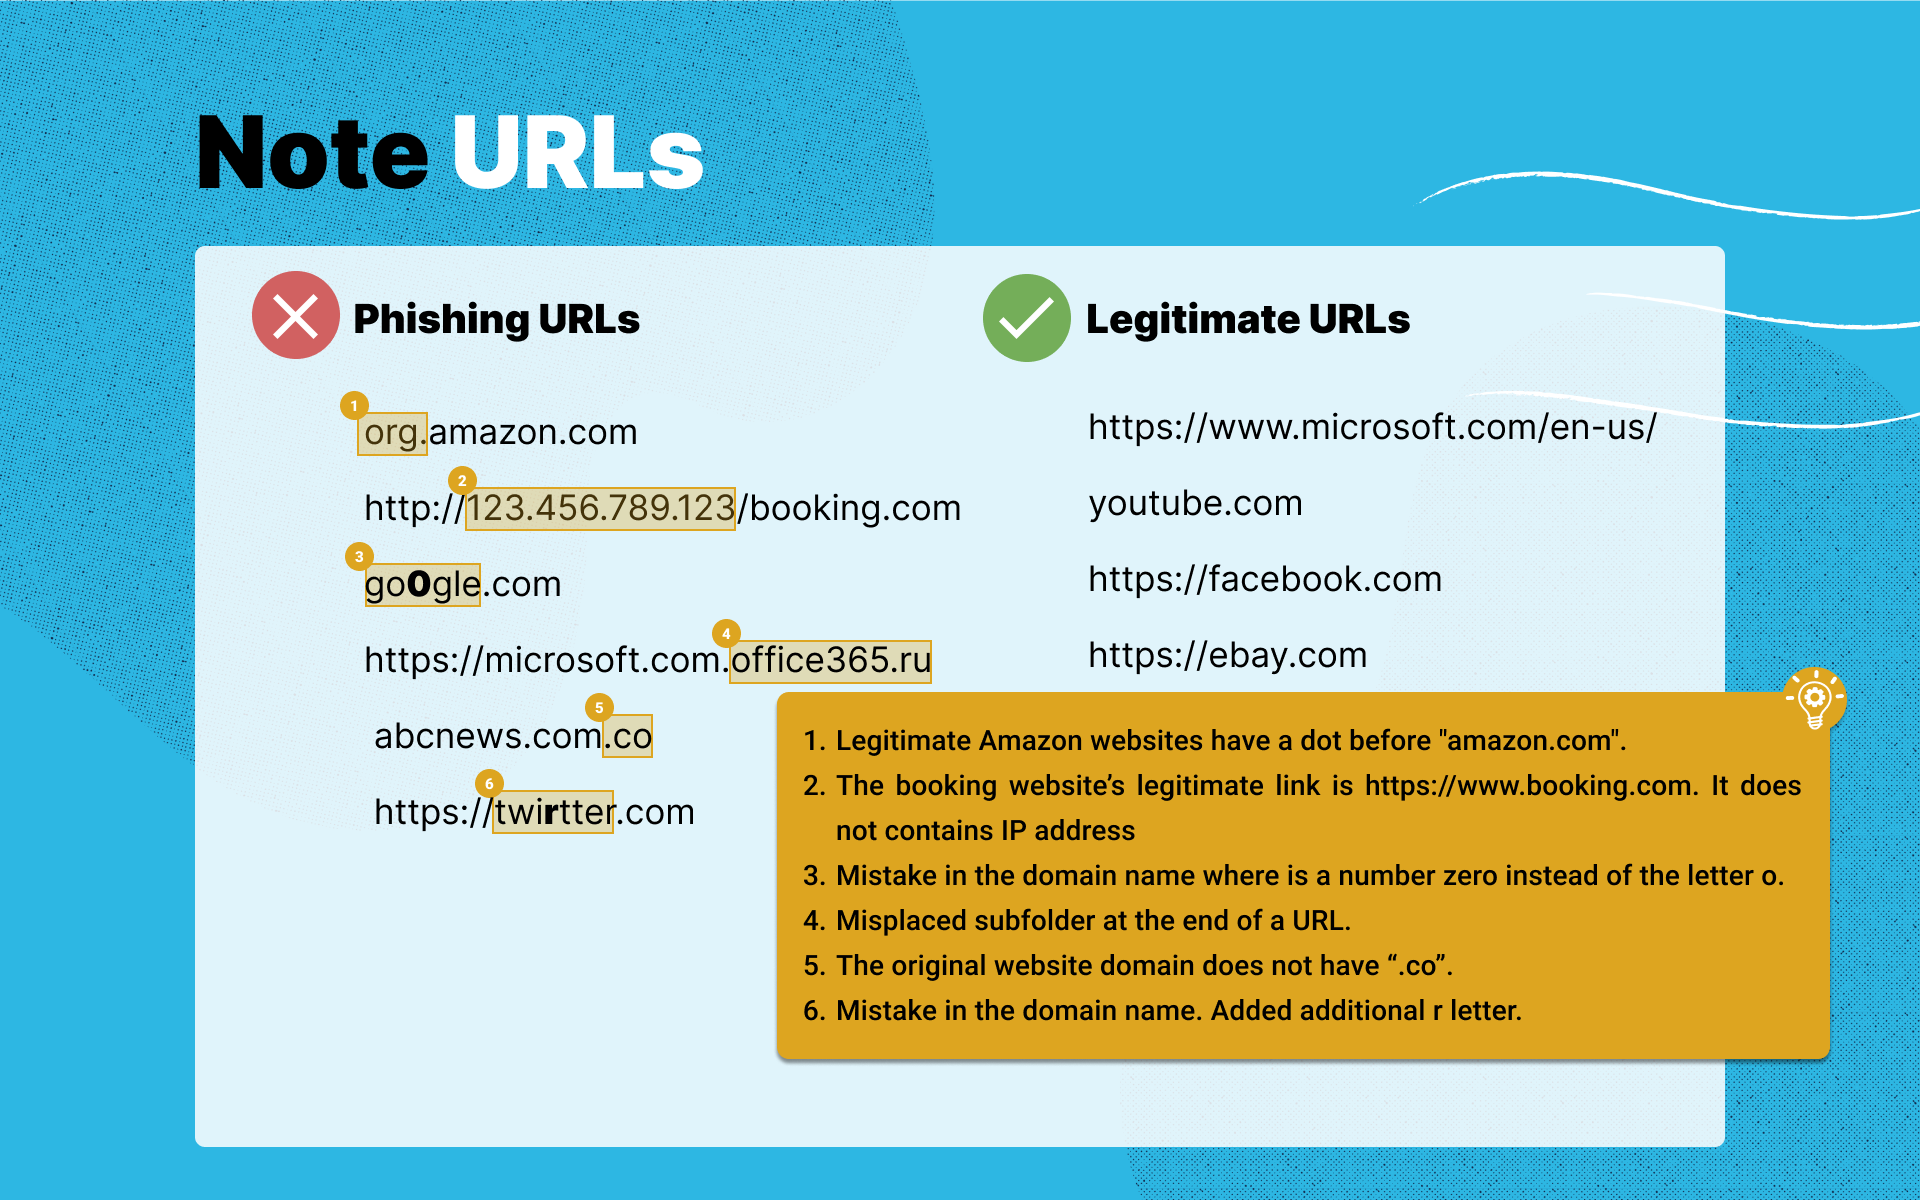 Note URLs
Phishing URLs
1
org.amazon.com
2
http://123.456.789.123/booking.com
3
go0gle.com
4
https://microsoft.com.office365.ru
5
abcnews.com.co
6
https://twirtter.com
Legitimate URLs
https://www.microsoft.com/en-us/
youtube.com
https://facebook.com
https://ebay.com
1. Legitimate Amazon websites have a dot before "amazon.com".
2. The booking website’s legitimate link is https://www.booking.com. It does
not contains IP address
3. Mistake in the domain name where is a number zero instead of the letter o.
4. Misplaced subfolder at the end of a URL.
5. The original website domain does not have “.co”.
6. Mistake in the domain name. Added additional r letter.